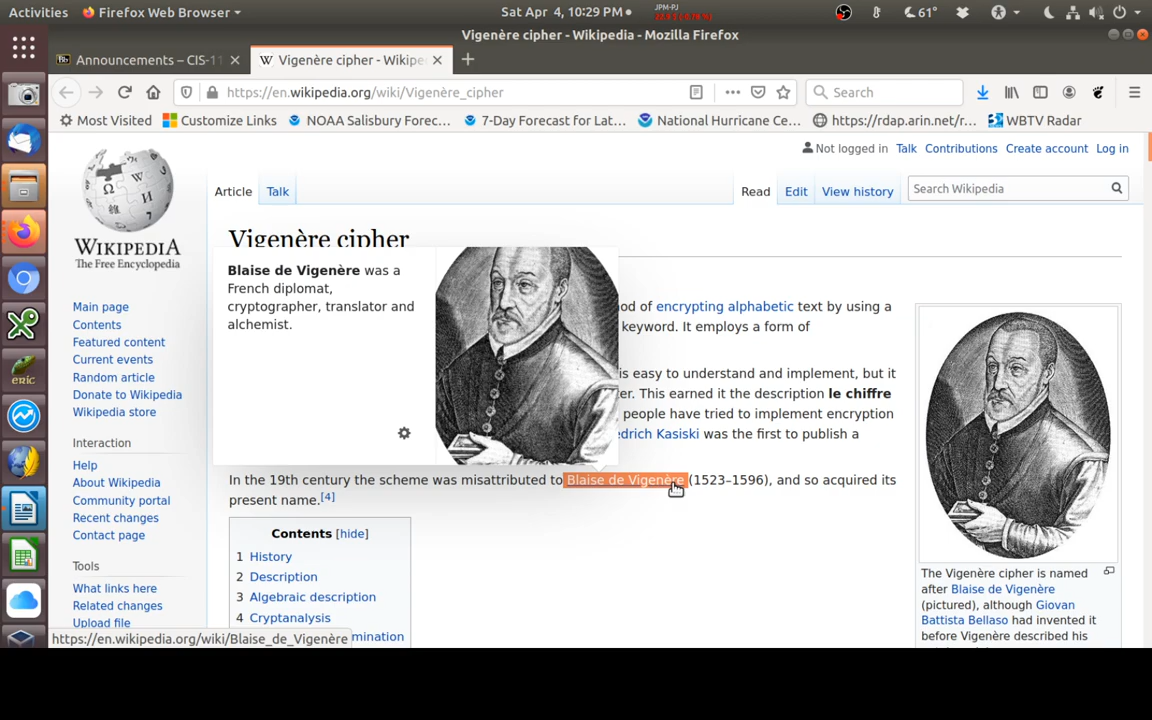 Activities Firefox Web Browser Sat Apr 4, 10:29 PM JPM-PJ 61°
Vigenère cipher - Wikipedia - Mozilla Firefox
Announcements – CIS-11 Vigenère cipher - Wikipe
https://en.wikipedia.org/wiki/Vigenère_cipher Search
Most Visited Customize Links NOAA Salisbury Forec... 7-Day Forecast for Lat... National Hurricane Ce... https://rdap.arin.net/r... WBTV Radar
Not logged in Talk Contributions Create account Log in
Article Talk Read Edit View history Search Wikipedia
WIKIPEDIA
The Free Encyclopedia
Main page
Contents
Featured content
Current events
Random article
Donate to Wikipedia
Wikipedia store
Interaction
Help
About Wikipedia
Community portal
Recent changes
Contact page
Tools
What links here
Related changes
Upload file
Vigenère cipher
Blaise de Vigenère was a
French diplomat,
cryptographer, translator and
alchemist.
od of encrypting alphabetic text by using a
keyword. It employs a form of
is easy to understand and implement, but it
er. This earned it the description le chiffre
people have tried to implement encryption
edrich Kasiski was the first to publish a
In the 19th century the scheme was misattributed to Blaise de Vigenère (1523–1596), and so acquired its
present name.[4]
Contents [hide]
1 History
2 Description
3 Algebraic description
4 Cryptanalysis
mination
The Vigenère cipher is named
after Blaise de Vigenère
(pictured), although Giovan
Battista Bellaso had invented it
before Vigenère described his
https://en.wikipedia.org/wiki/Blaise_de_Vigenère
eric